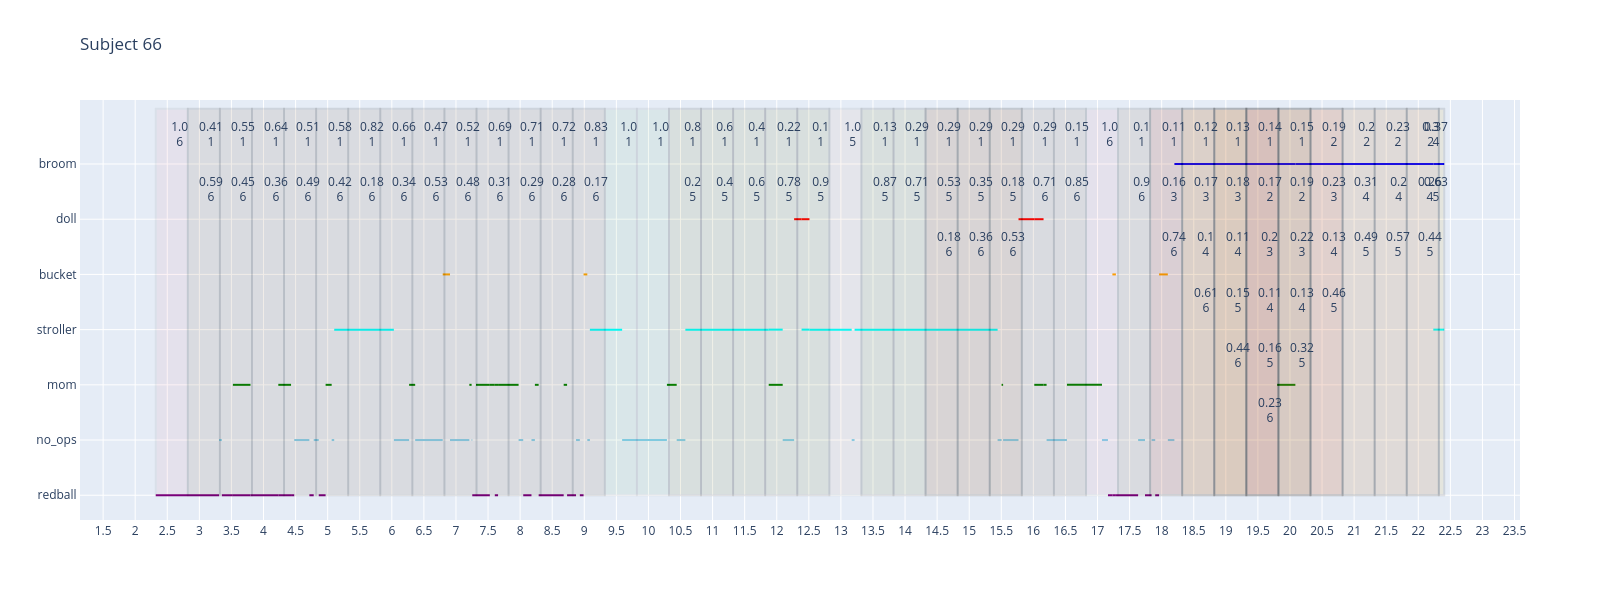 Subject 66
1.0 0.41 0.55 0.64 0.51 0.58 0.82 0.66 0.47 0.52 0.69 0.71 0.72 0.83 1.0 1.0 0.8 0.6 0.4 0.22 0.1 1.0 0.13 0.29 0.29 0.29 0.29 0.29 0.15 1.0 0.1 0.11 0.12 0.13 0.14 0.15 0.19 0.2 0.23
6 1 1 1 1 1 1 1 1 1 1 1 1 1 1 1 1 1 1 1 1 5 1 1 1 1 1 1 1 6 1 1 1 1 1 1 2 2 2
broom
0.59 0.45 0.36 0.49 0.42 0.18 0.34 0.53 0.48 0.31 0.29 0.28 0.17 0.2 0.4 0.6 0.78 0.9 0.87 0.71 0.53 0.35 0.18 0.71 0.85 0.9 0.16 0.17 0.18 0.17 0.19 0.23 0.31 0.2
6 6 6 6 6 6 6 6 6 6 6 6 6 5 5 5 5 5 5 5 5 5 5 6 6 6 3 3 3 2 2 3 4 4
doll
0.18 0.36 0.53 0.74 0.1 0.11 0.2 0.22 0.13 0.49 0.57 0.44
6 6 6 6 4 4 3 3 4 5 5 5
bucket
0.61 0.15 0.11 0.13 0.46
6 5 4 4 5
stroller
0.44 0.16 0.32
6 5 5
mom
0.23
6
no_ops
redball
1.5 2 2.5 3 3.5 4 4.5 5 5.5 6 6.5 7 7.5 8 8.5 9 9.5 10 10.5 11 11.5 12 12.5 13 13.5 14 14.5 15 15.5 16 16.5 17 17.5 18 18.5 19 19.5 20 20.5 21 21.5 22 22.5 23 23.5